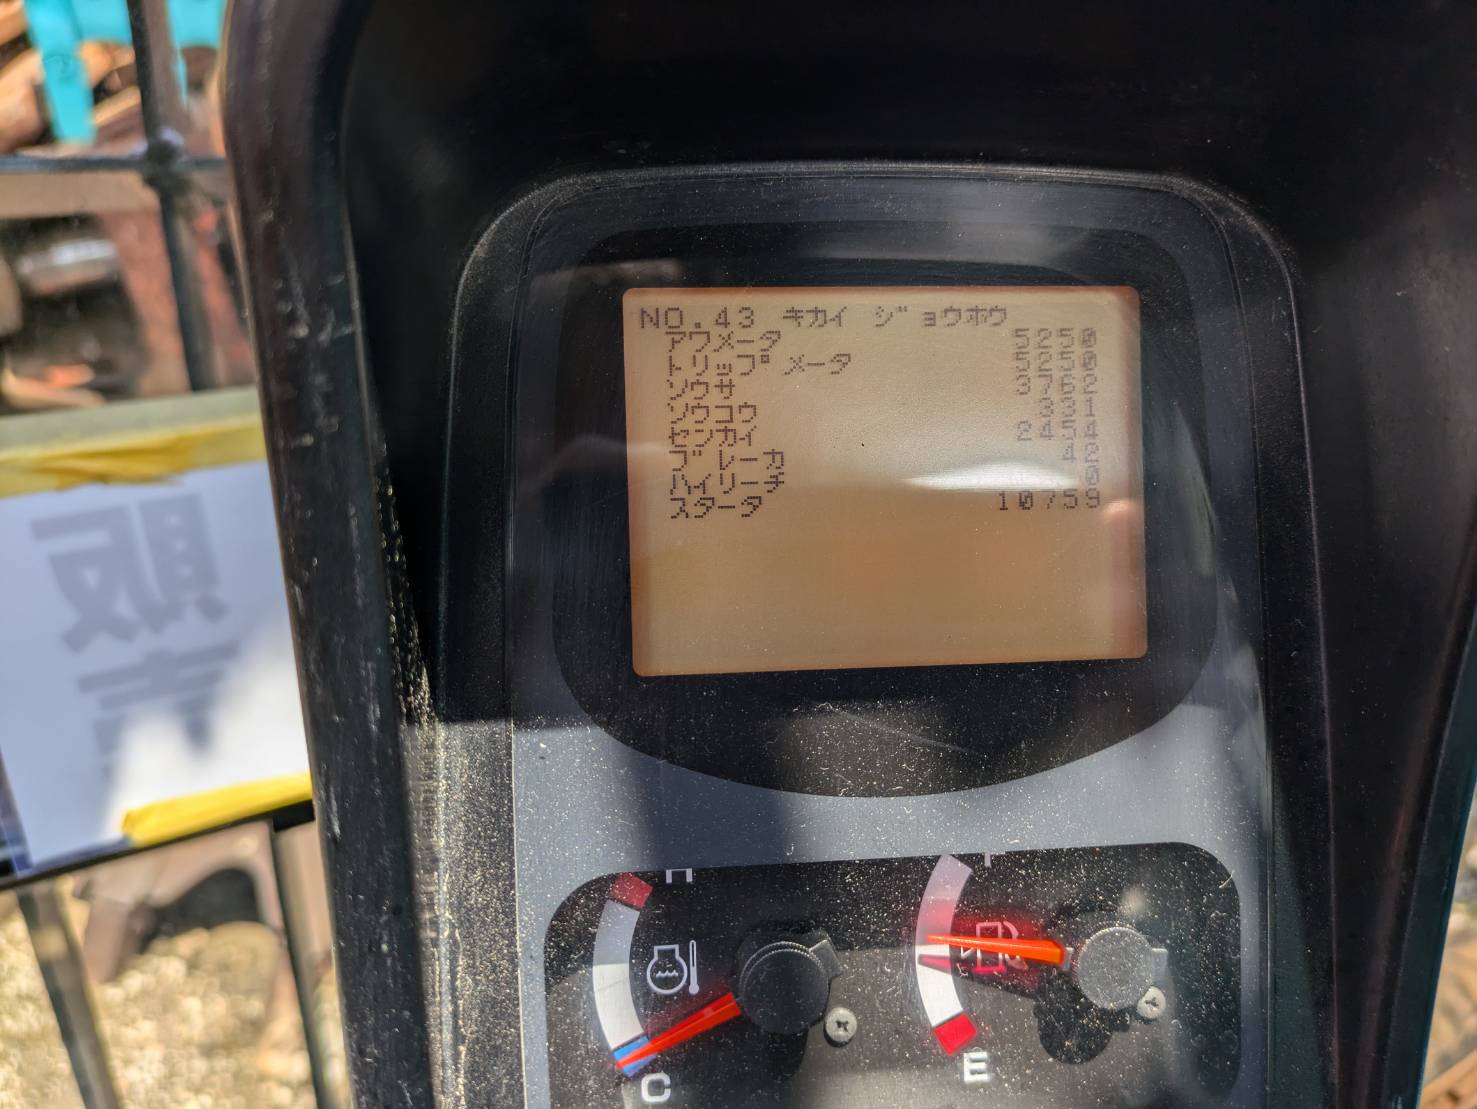 NO.43 キカイ ジョウホウ
アワメータ 5250
トリップメータ 5250
ソウサ 3762
ソウコウ 331
センカイ 2454
ブレーカ 42
ハイリーチ 0
スタータ 10759
販
売
H
C
F
E